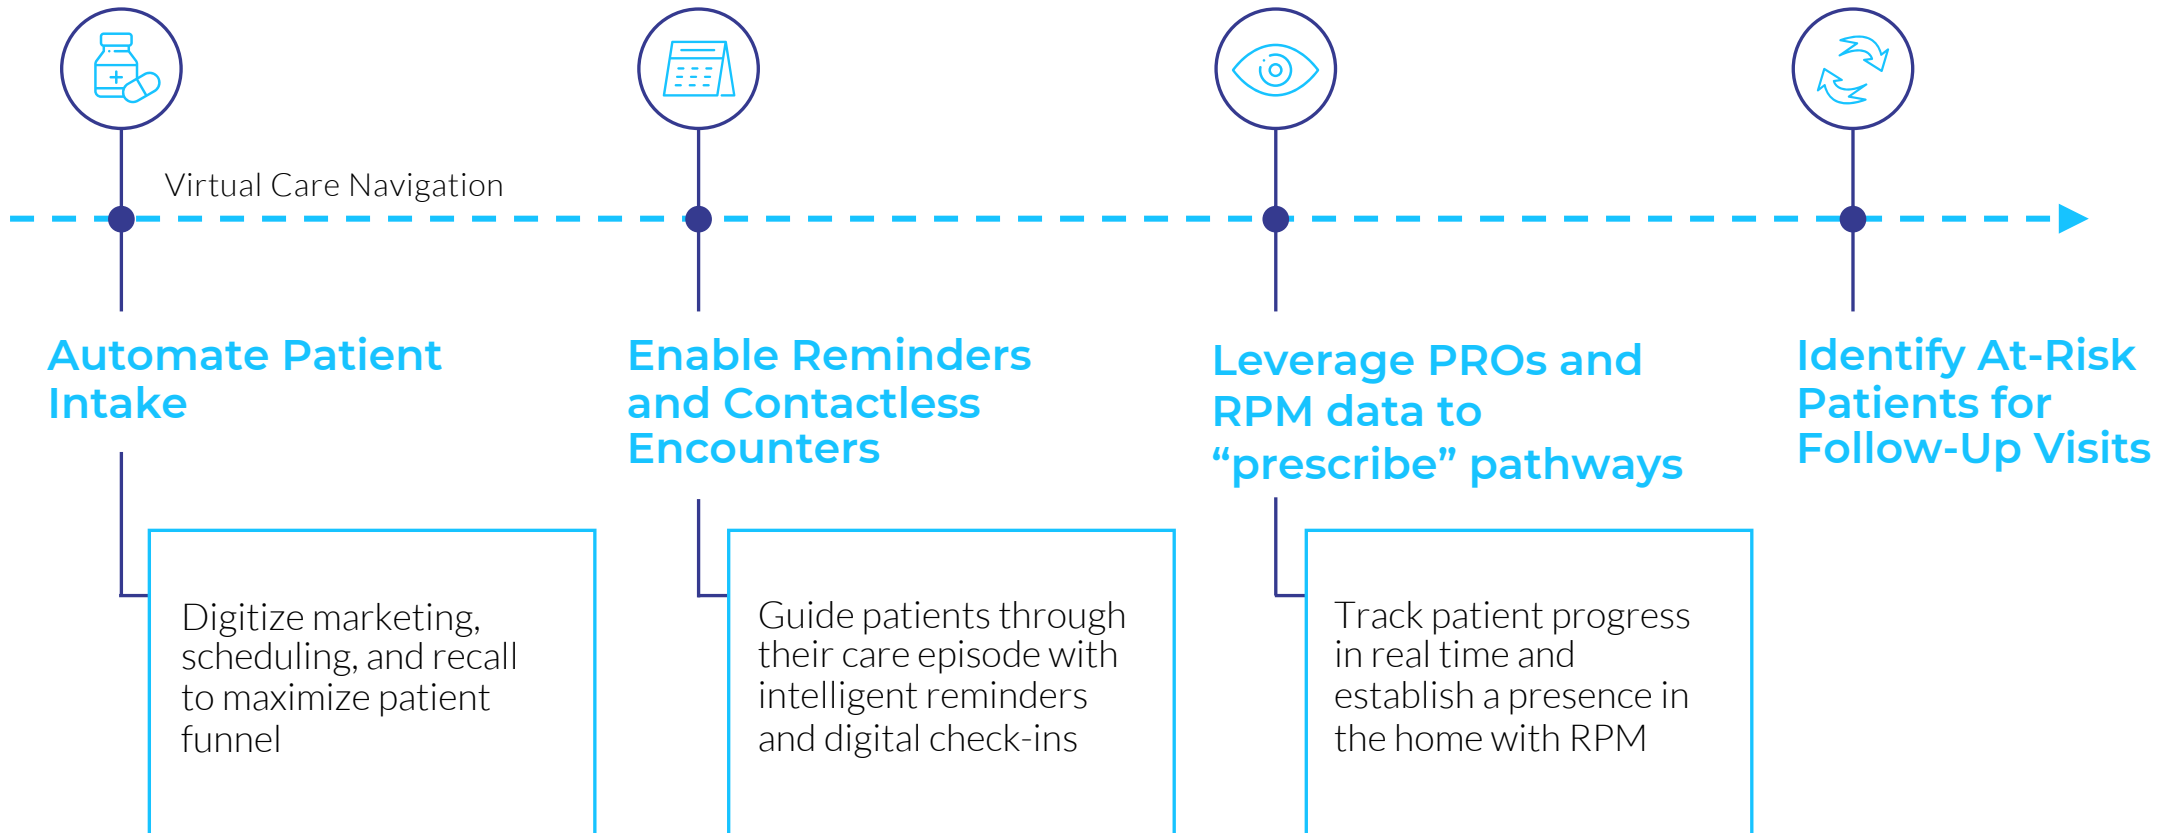 Virtual Care Navigation
Automate Patient
Intake
Digitize marketing,
scheduling, and recall
to maximize patient
funnel
Enable Reminders
and Contactless
Encounters
Guide patients through
their care episode with
intelligent reminders
and digital check-ins
Leverage PROs and
RPM data to
“prescribe” pathways
Track patient progress
in real time and
establish a presence in
the home with RPM
Identify At-Risk
Patients for
Follow-Up Visits